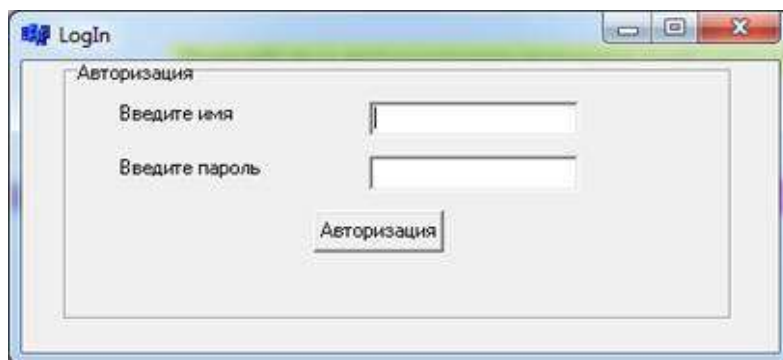 LogIn
Авторизация
Введите имя
Введите пароль
Авторизация